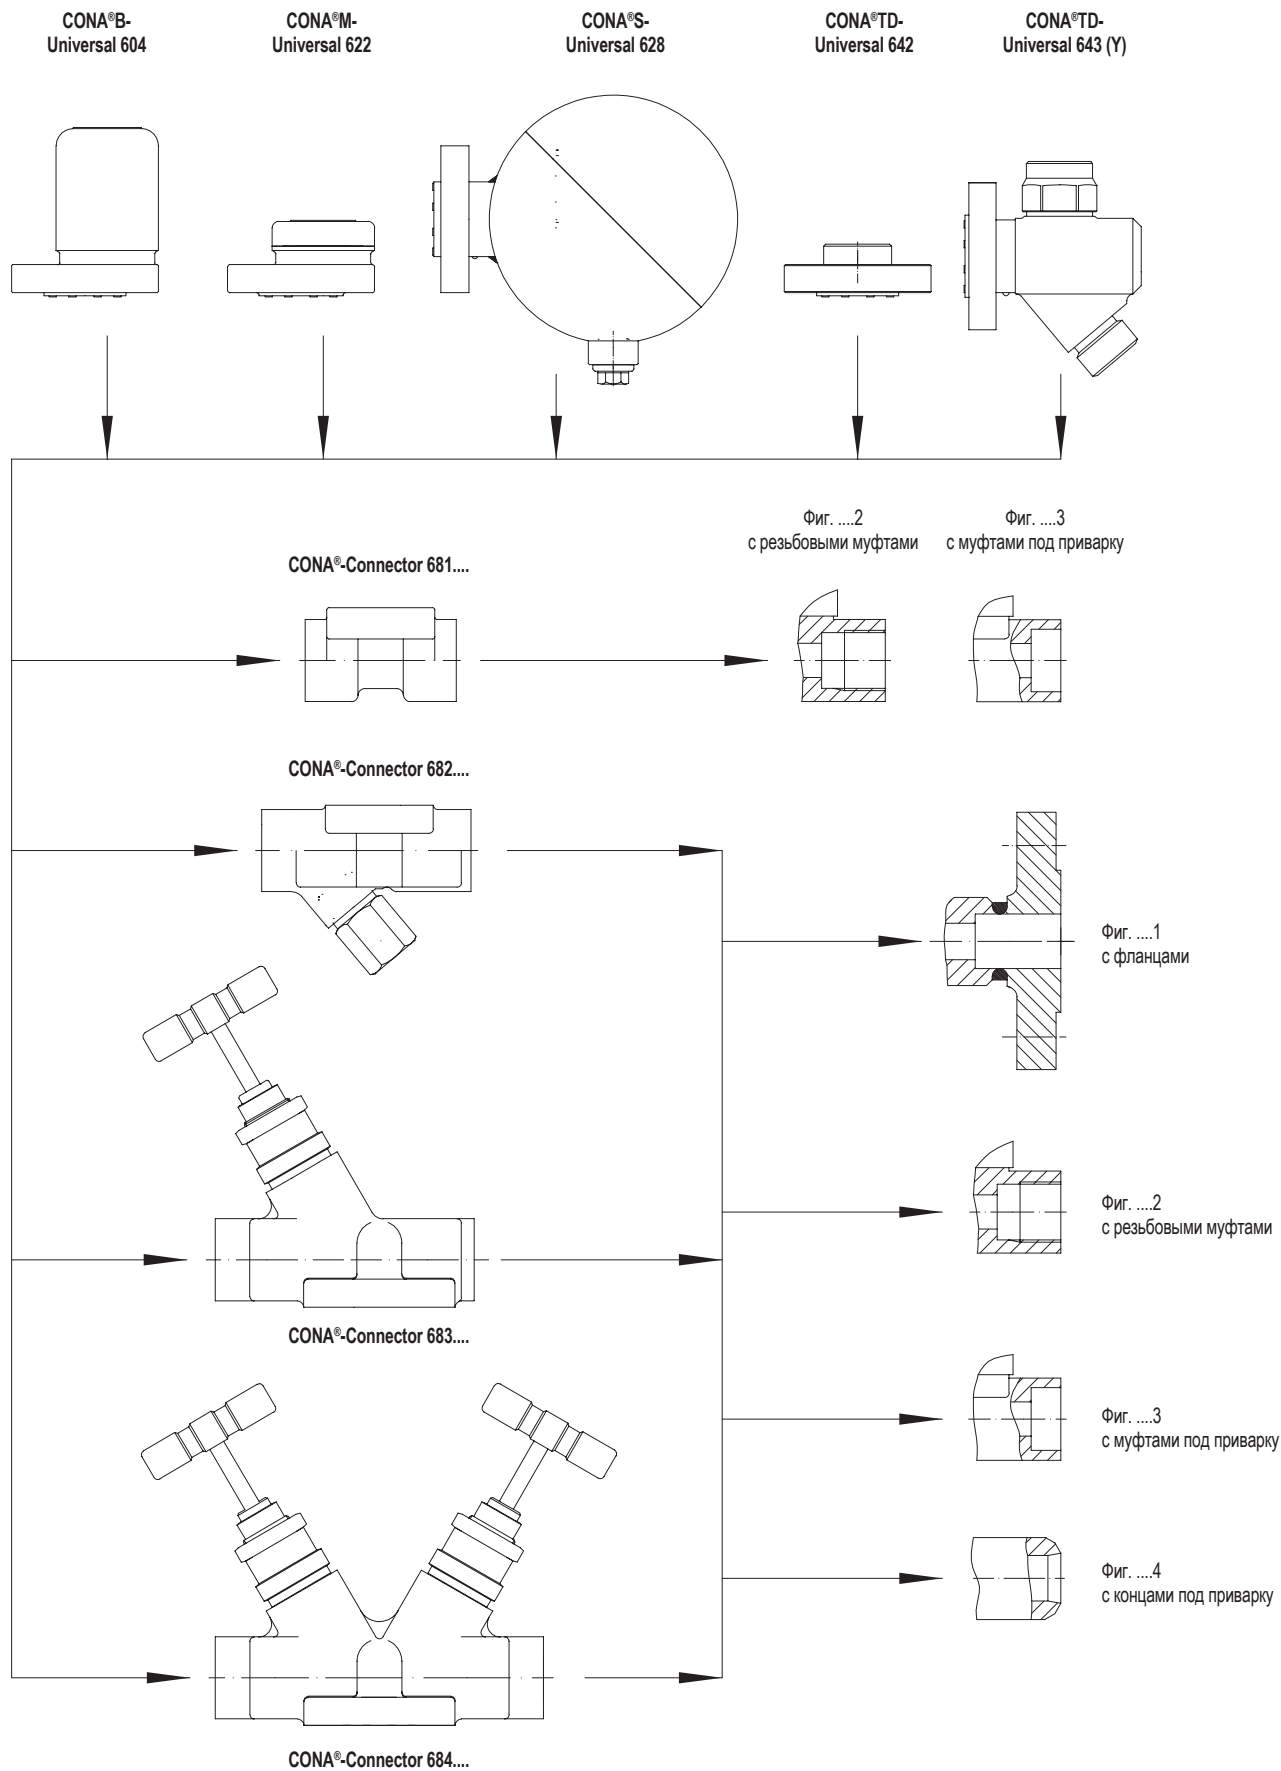 CONA®B-
Universal 604
CONA®M-
Universal 622
CONA®S-
Universal 628
CONA®TD-
Universal 642
CONA®TD-
Universal 643 (Y)
Фиг. ....2
с резьбовыми муфтами
Фиг. ....3
с муфтами под приварку
CONA®-Connector 681....
CONA®-Connector 682....
Фиг. ....1
с фланцами
Фиг. ....2
с резьбовыми муфтами
CONA®-Connector 683....
Фиг. ....3
с муфтами под приварку
Фиг. ....4
с концами под приварку
CONA®-Connector 684....